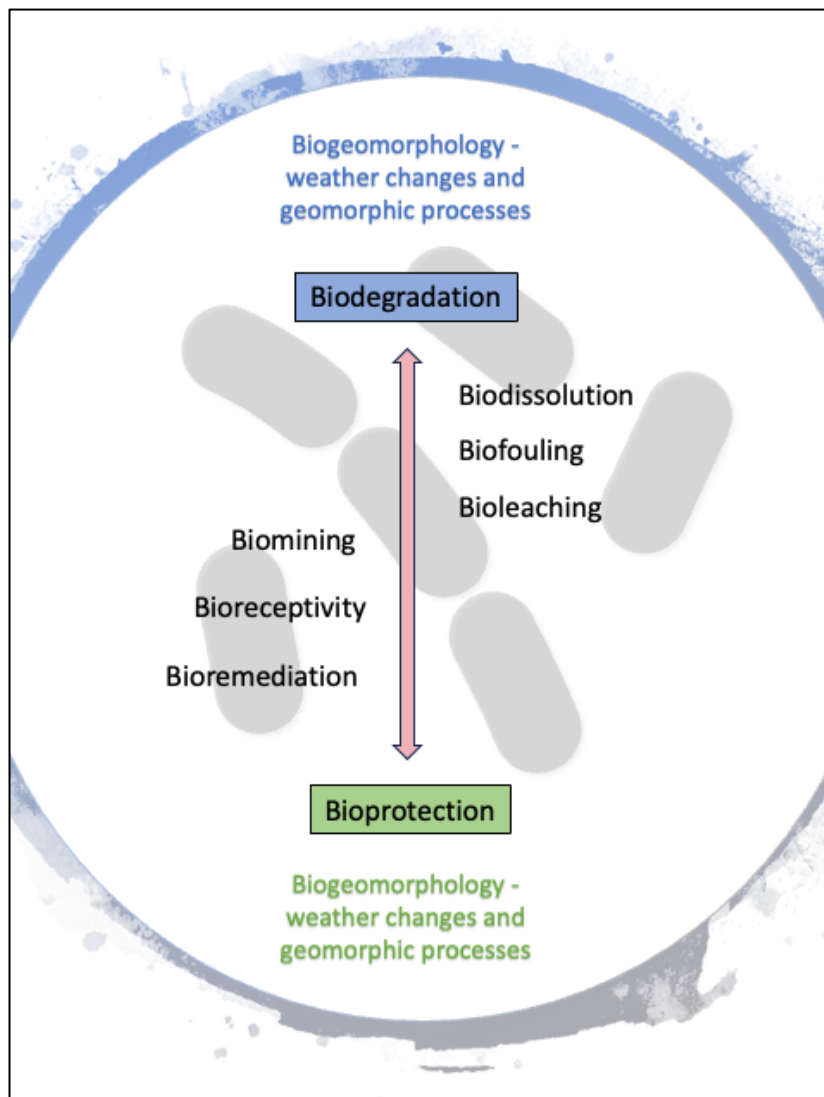 Biogeomorphology -
weather changes and
geomorphic processes
Biodegradation
Biodissolution
Biofouling
Bioleaching
Biomining
Bioreceptivity
Bioremediation
Bioprotection
Biogeomorphology -
weather changes and
geomorphic processes